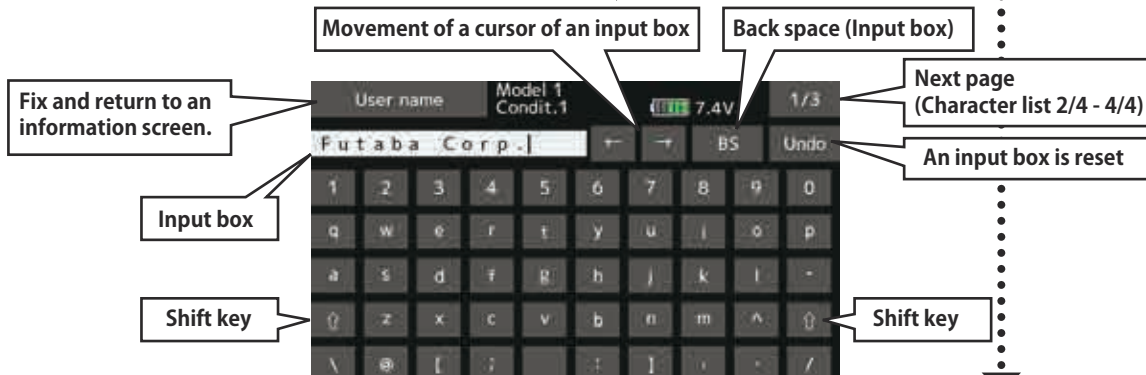 Movement of a cursor of an input box
Back space (Input box)
Fix and return to an
information screen.
Next page
(Character list 2/4 - 4/4)
User name
Model 1
Condit.1
7.4V
1/3
Futaba Corp.
← → BS Undo
An input box is reset
Input box
1 2 3 4 5 6 7 8 9 0
q w e r t y u i o p
a s d f g h j k l -
Shift key
⇧ z x c v b n m ^ ⇧
Shift key
\ @ [ ; : ] , . /